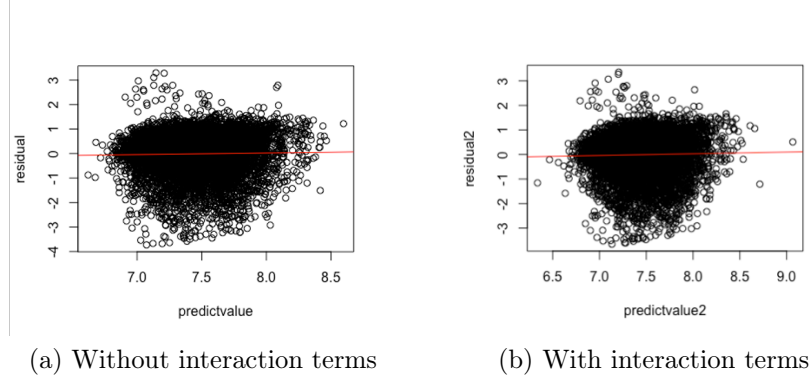 residual
3
2
1
0
-1
-2
-3
-4
7.0 7.5 8.0 8.5
predictvalue
(a) Without interaction terms
residual2
3
2
1
0
-1
-2
-3
6.5 7.0 7.5 8.0 8.5 9.0
predictvalue2
(b) With interaction terms